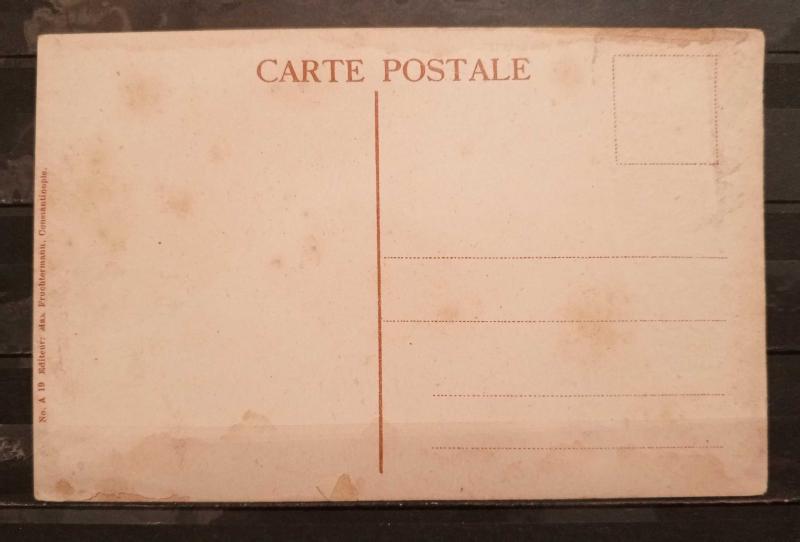 CARTE POSTALE
No. A 19 Editeur: Max Fruchtermann, Constantinople.